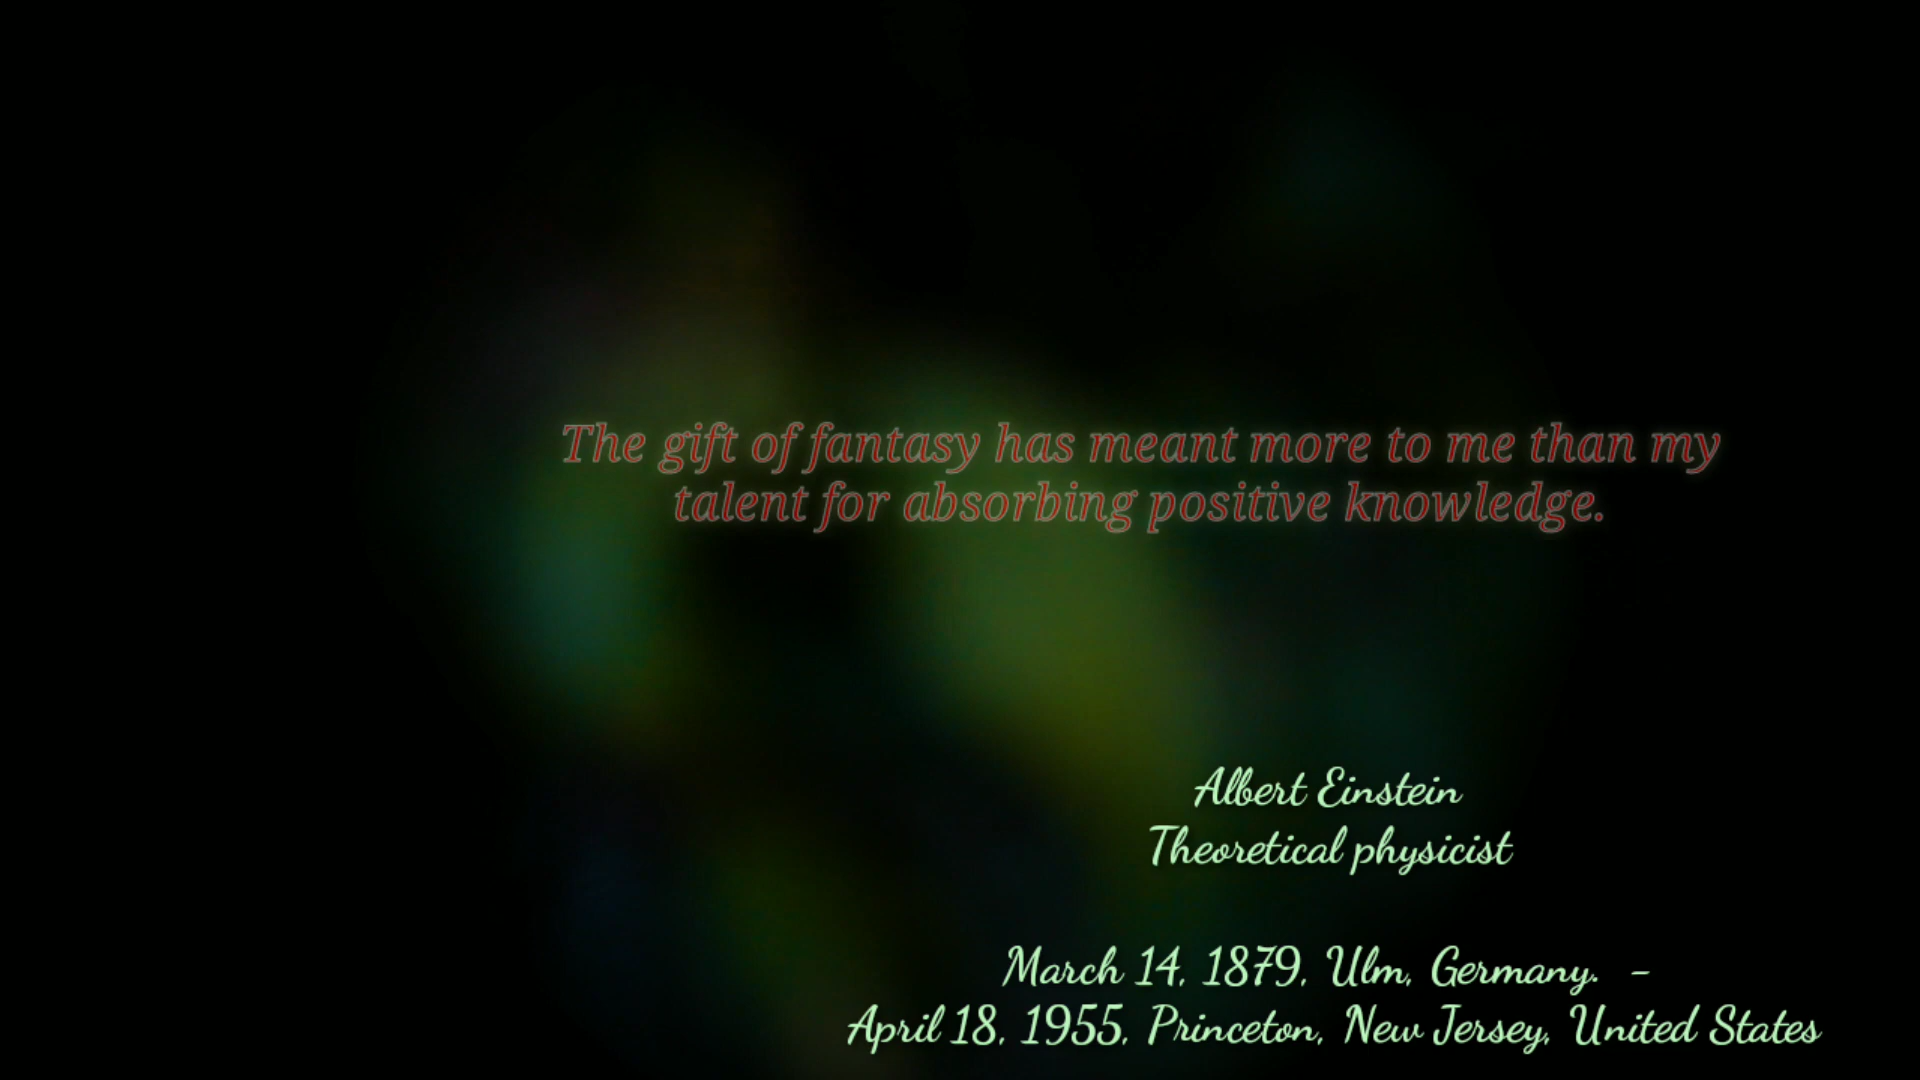 The gift of fantasy has meant more to me than my
talent for absorbing positive knowledge.
Albert Einstein
Theoretical physicist
March 14, 1879, Ulm, Germany. -
April 18, 1955, Princeton, New Jersey, United States